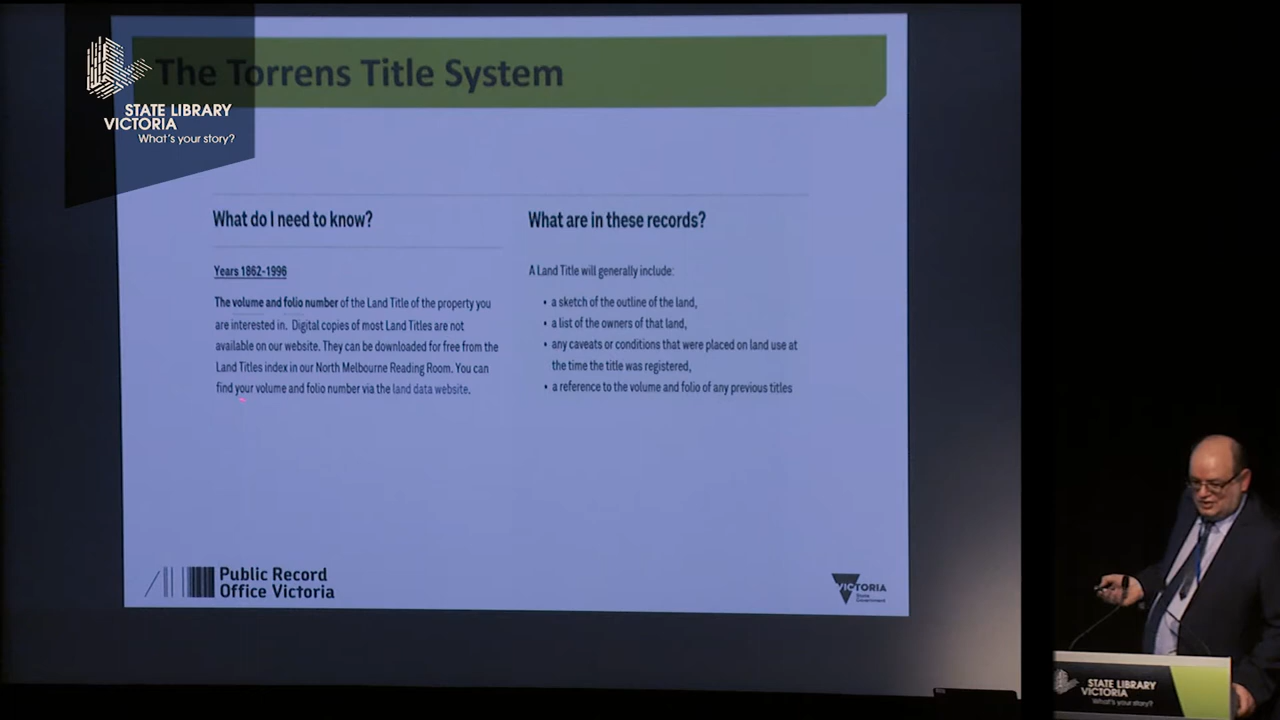 The Torrens Title System
STATE LIBRARY
VICTORIA
What's your story?
What do I need to know?
Years 1862-1996
The volume and folio number of the Land Title of the property you
are interested in. Digital copies of most Land Titles are not
available on our website. They can be downloaded for free from the
Land Titles index in our North Melbourne Reading Room. You can
find your volume and folio number via the land data website.
What are in these records?
A Land Title will generally include:
• a sketch of the outline of the land,
• a list of the owners of that land,
• any caveats or conditions that were placed on land use at
the time the title was registered,
• a reference to the volume and folio of any previous titles
Public Record
Office Victoria
VICTORIA
State
Government
STATE LIBRARY
VICTORIA
What's your story?